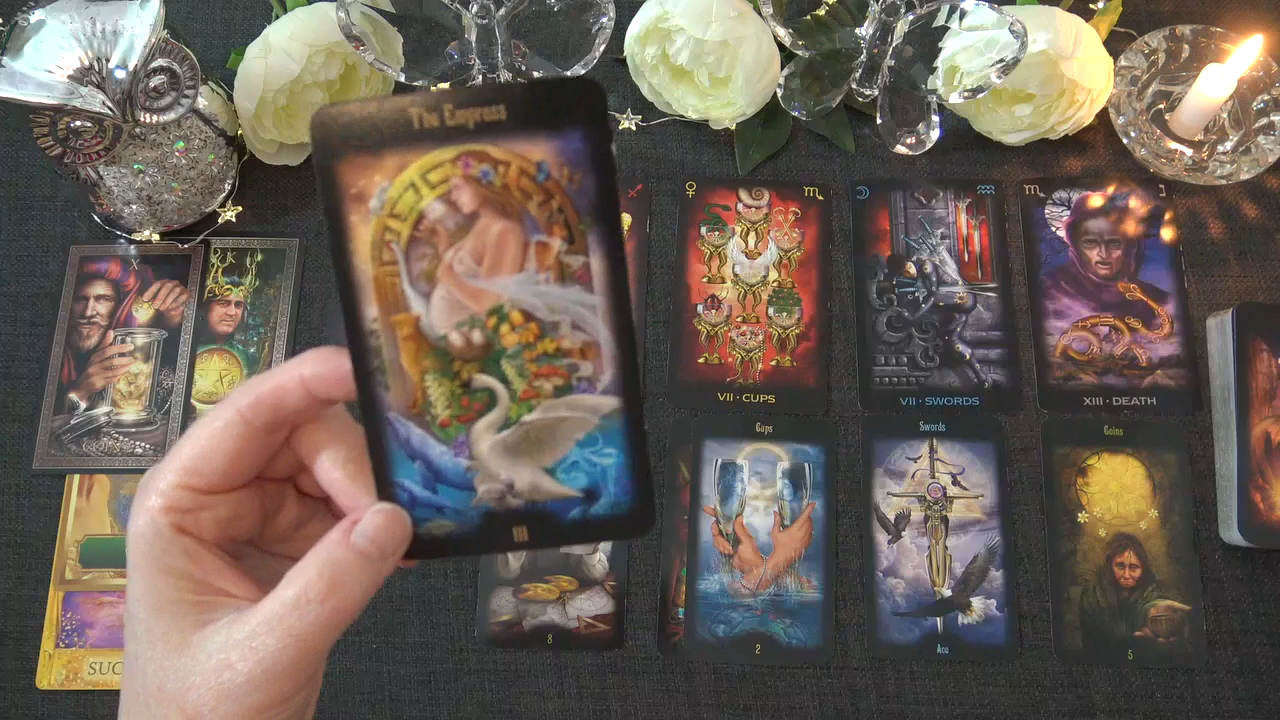 The Empress
III
X
K
VII · CUPS
VII · SWORDS
XIII · DEATH
Cups
2
Swords
Ace
Coins
5
8
SUC